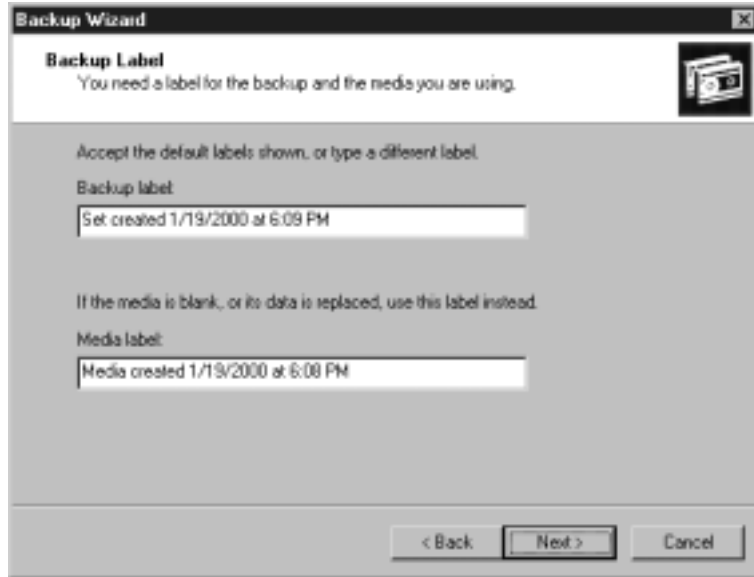 Backup Wizard
Backup Label
You need a label for the backup and the media you are using.
Accept the default labels shown, or type a different label.
Backup label:
Set created 1/19/2000 at 6:09 PM
If the media is blank, or its data is replaced, use this label instead.
Media label:
Media created 1/19/2000 at 6:08 PM
< Back Next > Cancel